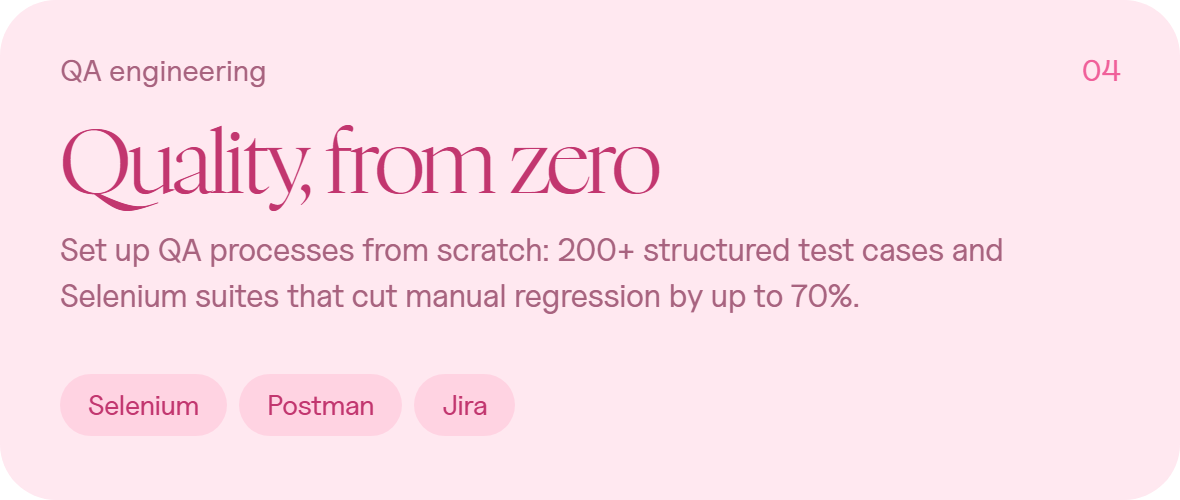 QA engineering
04
Quality, from zero
Set up QA processes from scratch: 200+ structured test cases and
Selenium suites that cut manual regression by up to 70%.
Selenium
Postman
Jira